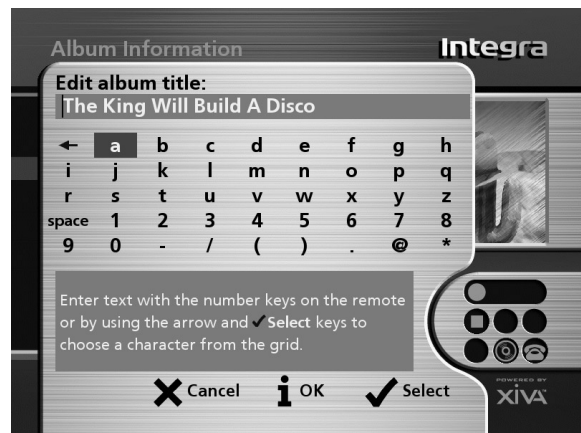 Album Information
Integra
Edit album title:
The King Will Build A Disco
← a b c d e f g h
i j k l m n o p q
r s t u v w x y z
space 1 2 3 4 5 6 7 8
9 0 - / ( ) . @ *
Enter text with the number keys on the remote
or by using the arrow and ✓Select keys to
choose a character from the grid.
Cancel OK Select
POWERED BY
XiVA